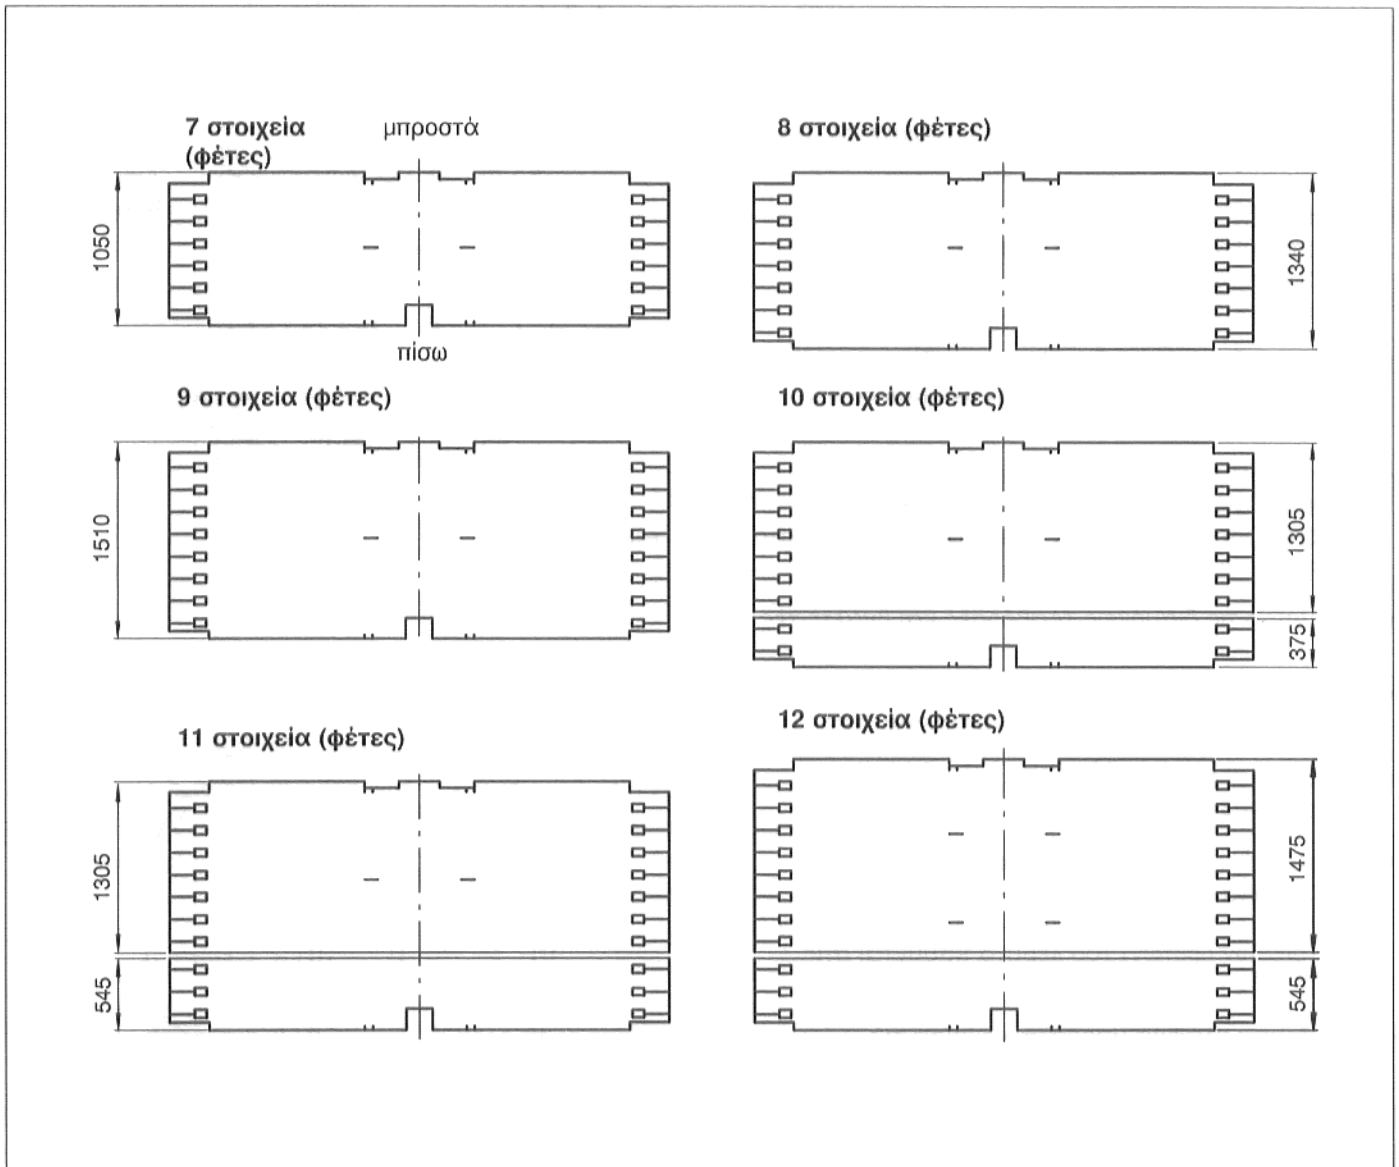 7 στοιχεία
(φέτες)
μπροστά
1050
πίσω
8 στοιχεία (φέτες)
1340
9 στοιχεία (φέτες)
1510
10 στοιχεία (φέτες)
1305
375
11 στοιχεία (φέτες)
1305
545
12 στοιχεία (φέτες)
1475
545